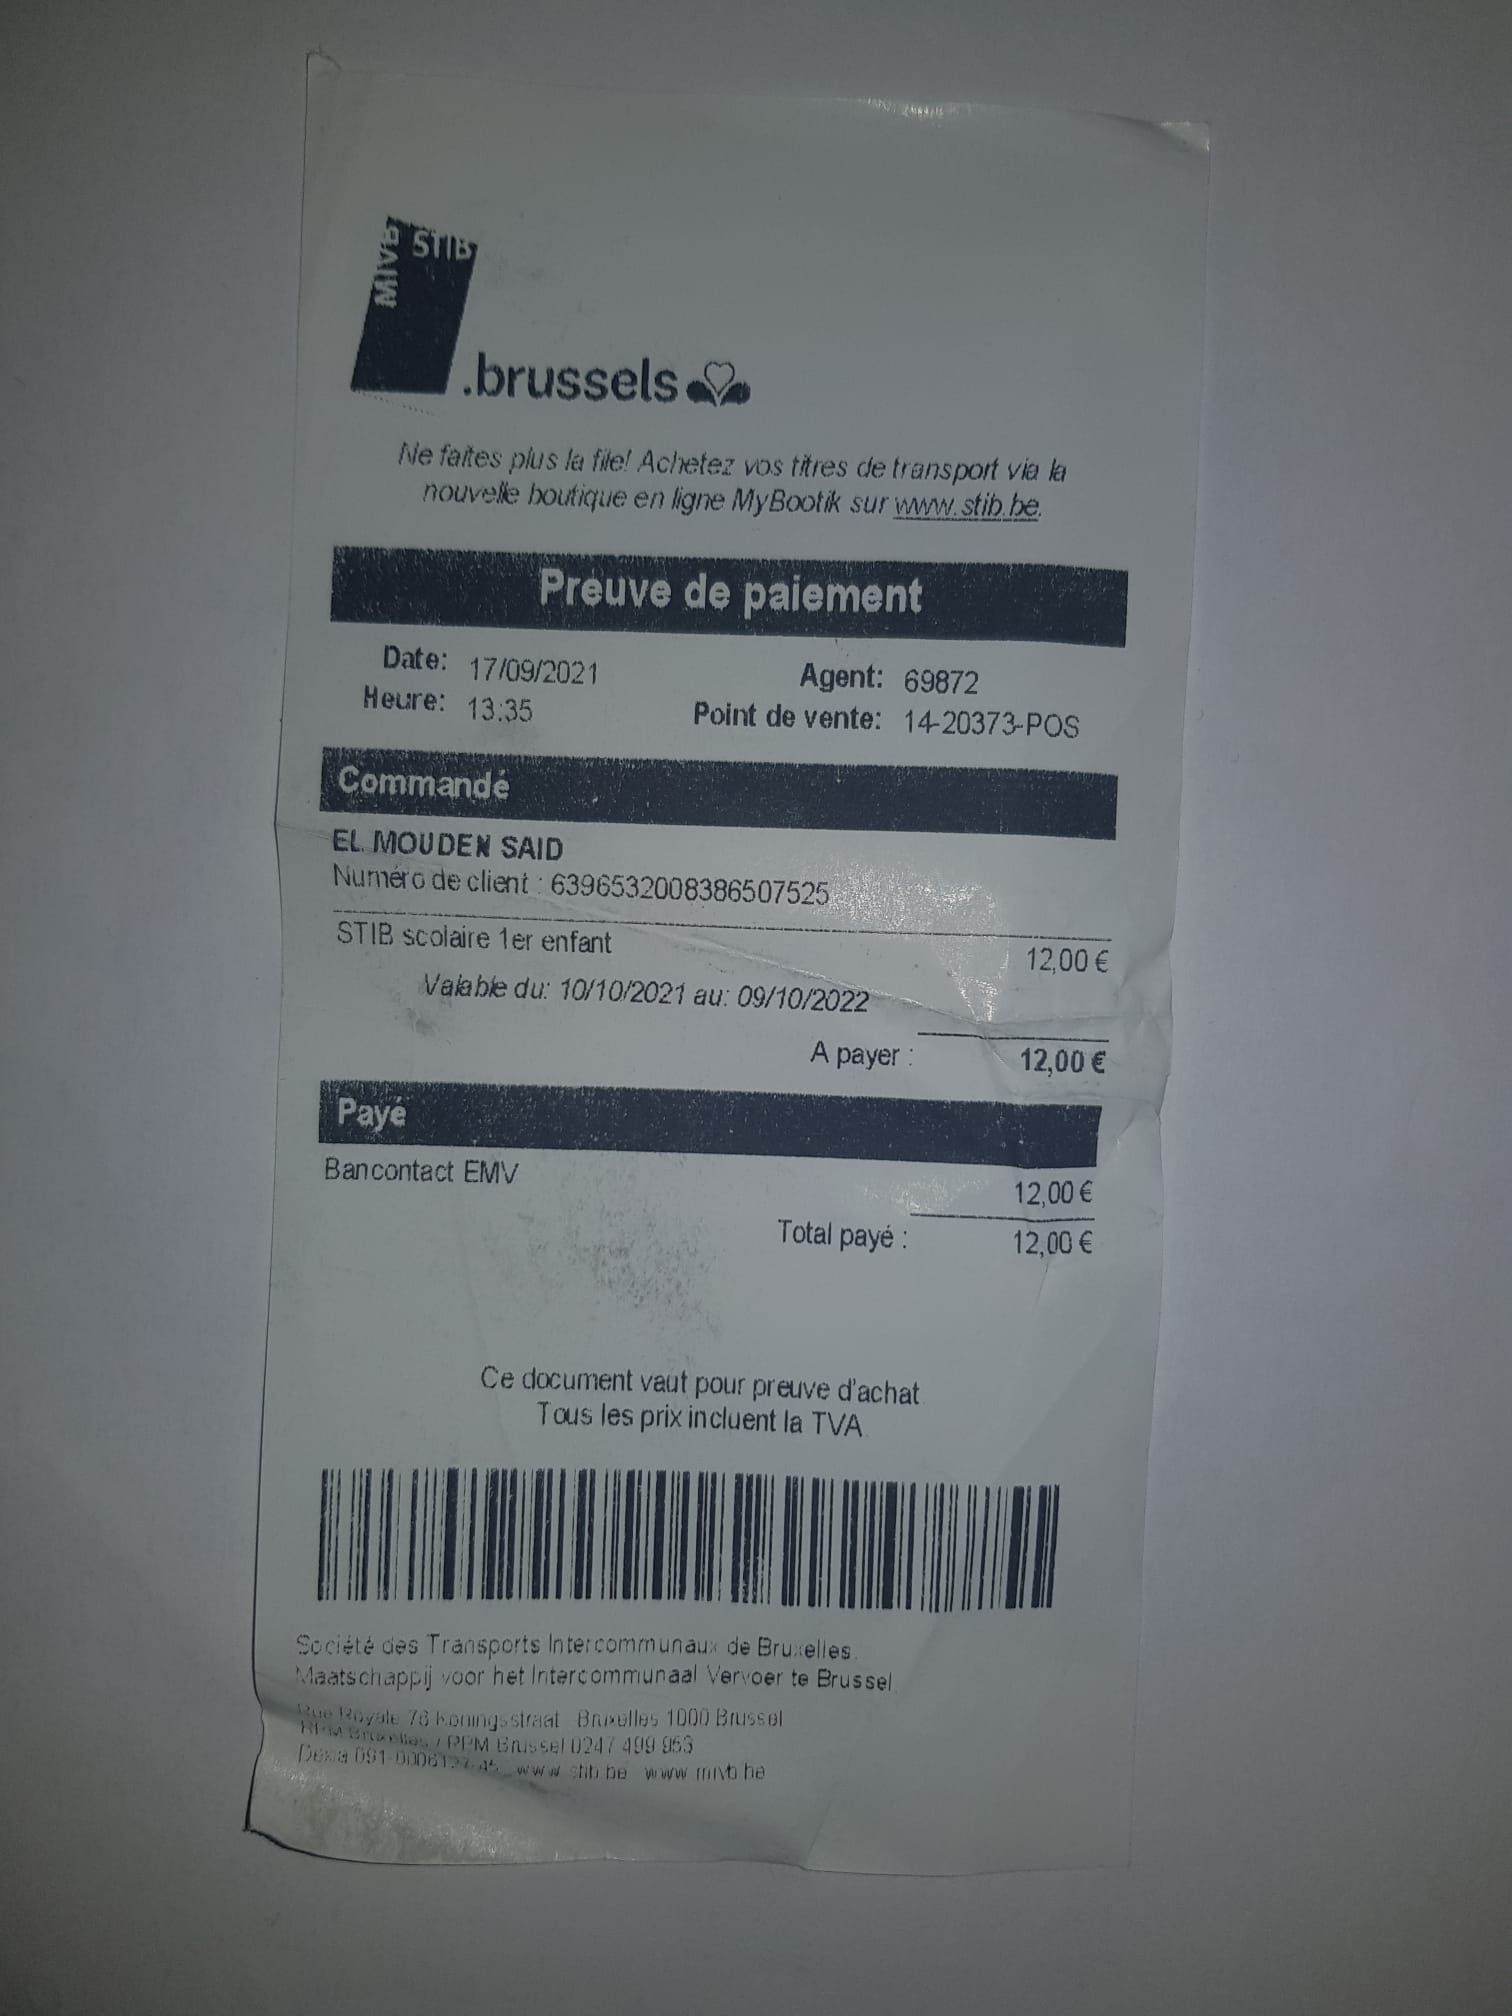 MIVB STIB
.brussels
Ne faites plus la file! Achetez vos titres de transport via la
nouvelle boutique en ligne MyBootik sur www.stib.be.
Preuve de paiement
Date: 17/09/2021 Agent: 69872
Heure: 13:35 Point de vente: 14-20373-POS
Commandé
EL MOUDEN SAID
Numéro de client : 6396532008386507525
STIB scolaire 1er enfant 12,00 €
Valable du: 10/10/2021 au: 09/10/2022
A payer : 12,00 €
Payé
Bancontact EMV 12,00 €
Total payé : 12,00 €
Ce document vaut pour preuve d'achat
Tous les prix incluent la TVA.
Société des Transports Intercommunaux de Bruxelles.
Maatschappij voor het Intercommunaal Vervoer te Brussel
Rue Royale 76 Koningsstraat Bruxelles 1000 Brussel
RPM Bruxelles / RPM Brussel 0247 499 953
Dexia www.stib.be www.mivb.be